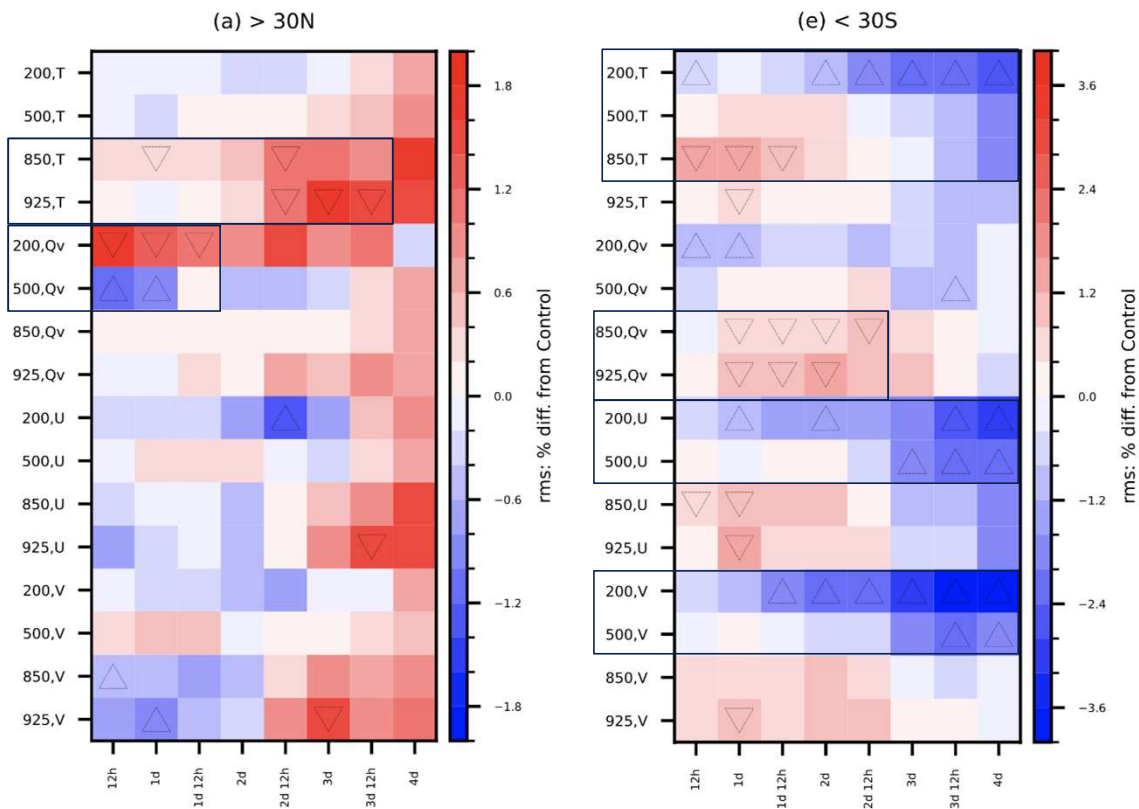 (a) > 30N
200,T
500,T
850,T
925,T
200,Qv
500,Qv
850,Qv
925,Qv
200,U
500,U
850,U
925,U
200,V
500,V
850,V
925,V
12h
1d
1d 12h
2d
2d 12h
3d
3d 12h
4d
1.8
1.2
0.6
0.0
−0.6
−1.2
−1.8
rms: % diff. from Control
(e) < 30S
200,T
500,T
850,T
925,T
200,Qv
500,Qv
850,Qv
925,Qv
200,U
500,U
850,U
925,U
200,V
500,V
850,V
925,V
12h
1d
1d 12h
2d
2d 12h
3d
3d 12h
4d
3.6
2.4
1.2
0.0
−1.2
−2.4
−3.6
rms: % diff. from Control